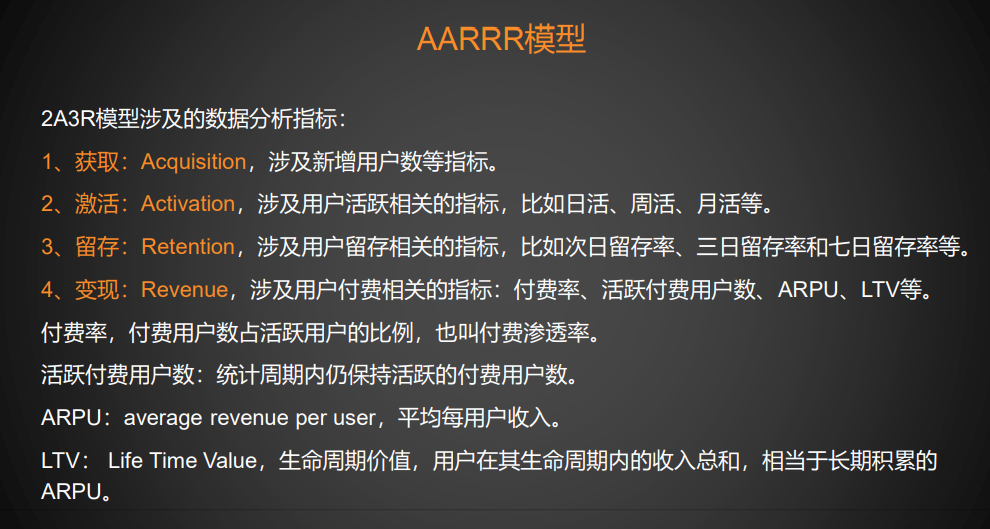 AARRR模型
2A3R模型涉及的数据分析指标：
1、获取：Acquisition，涉及新增用户数等指标。
2、激活：Activation，涉及用户活跃相关的指标，比如日活、周活、月活等。
3、留存：Retention，涉及用户留存相关的指标，比如次日留存率、三日留存率和七日留存率等。
4、变现：Revenue，涉及用户付费相关的指标：付费率、活跃付费用户数、ARPU、LTV等。
付费率，付费用户数占活跃用户的比例，也叫付费渗透率。
活跃付费用户数：统计周期内仍保持活跃的付费用户数。
ARPU：average revenue per user，平均每用户收入。
LTV： Life Time Value，生命周期价值，用户在其生命周期内的收入总和，相当于长期积累的
ARPU。